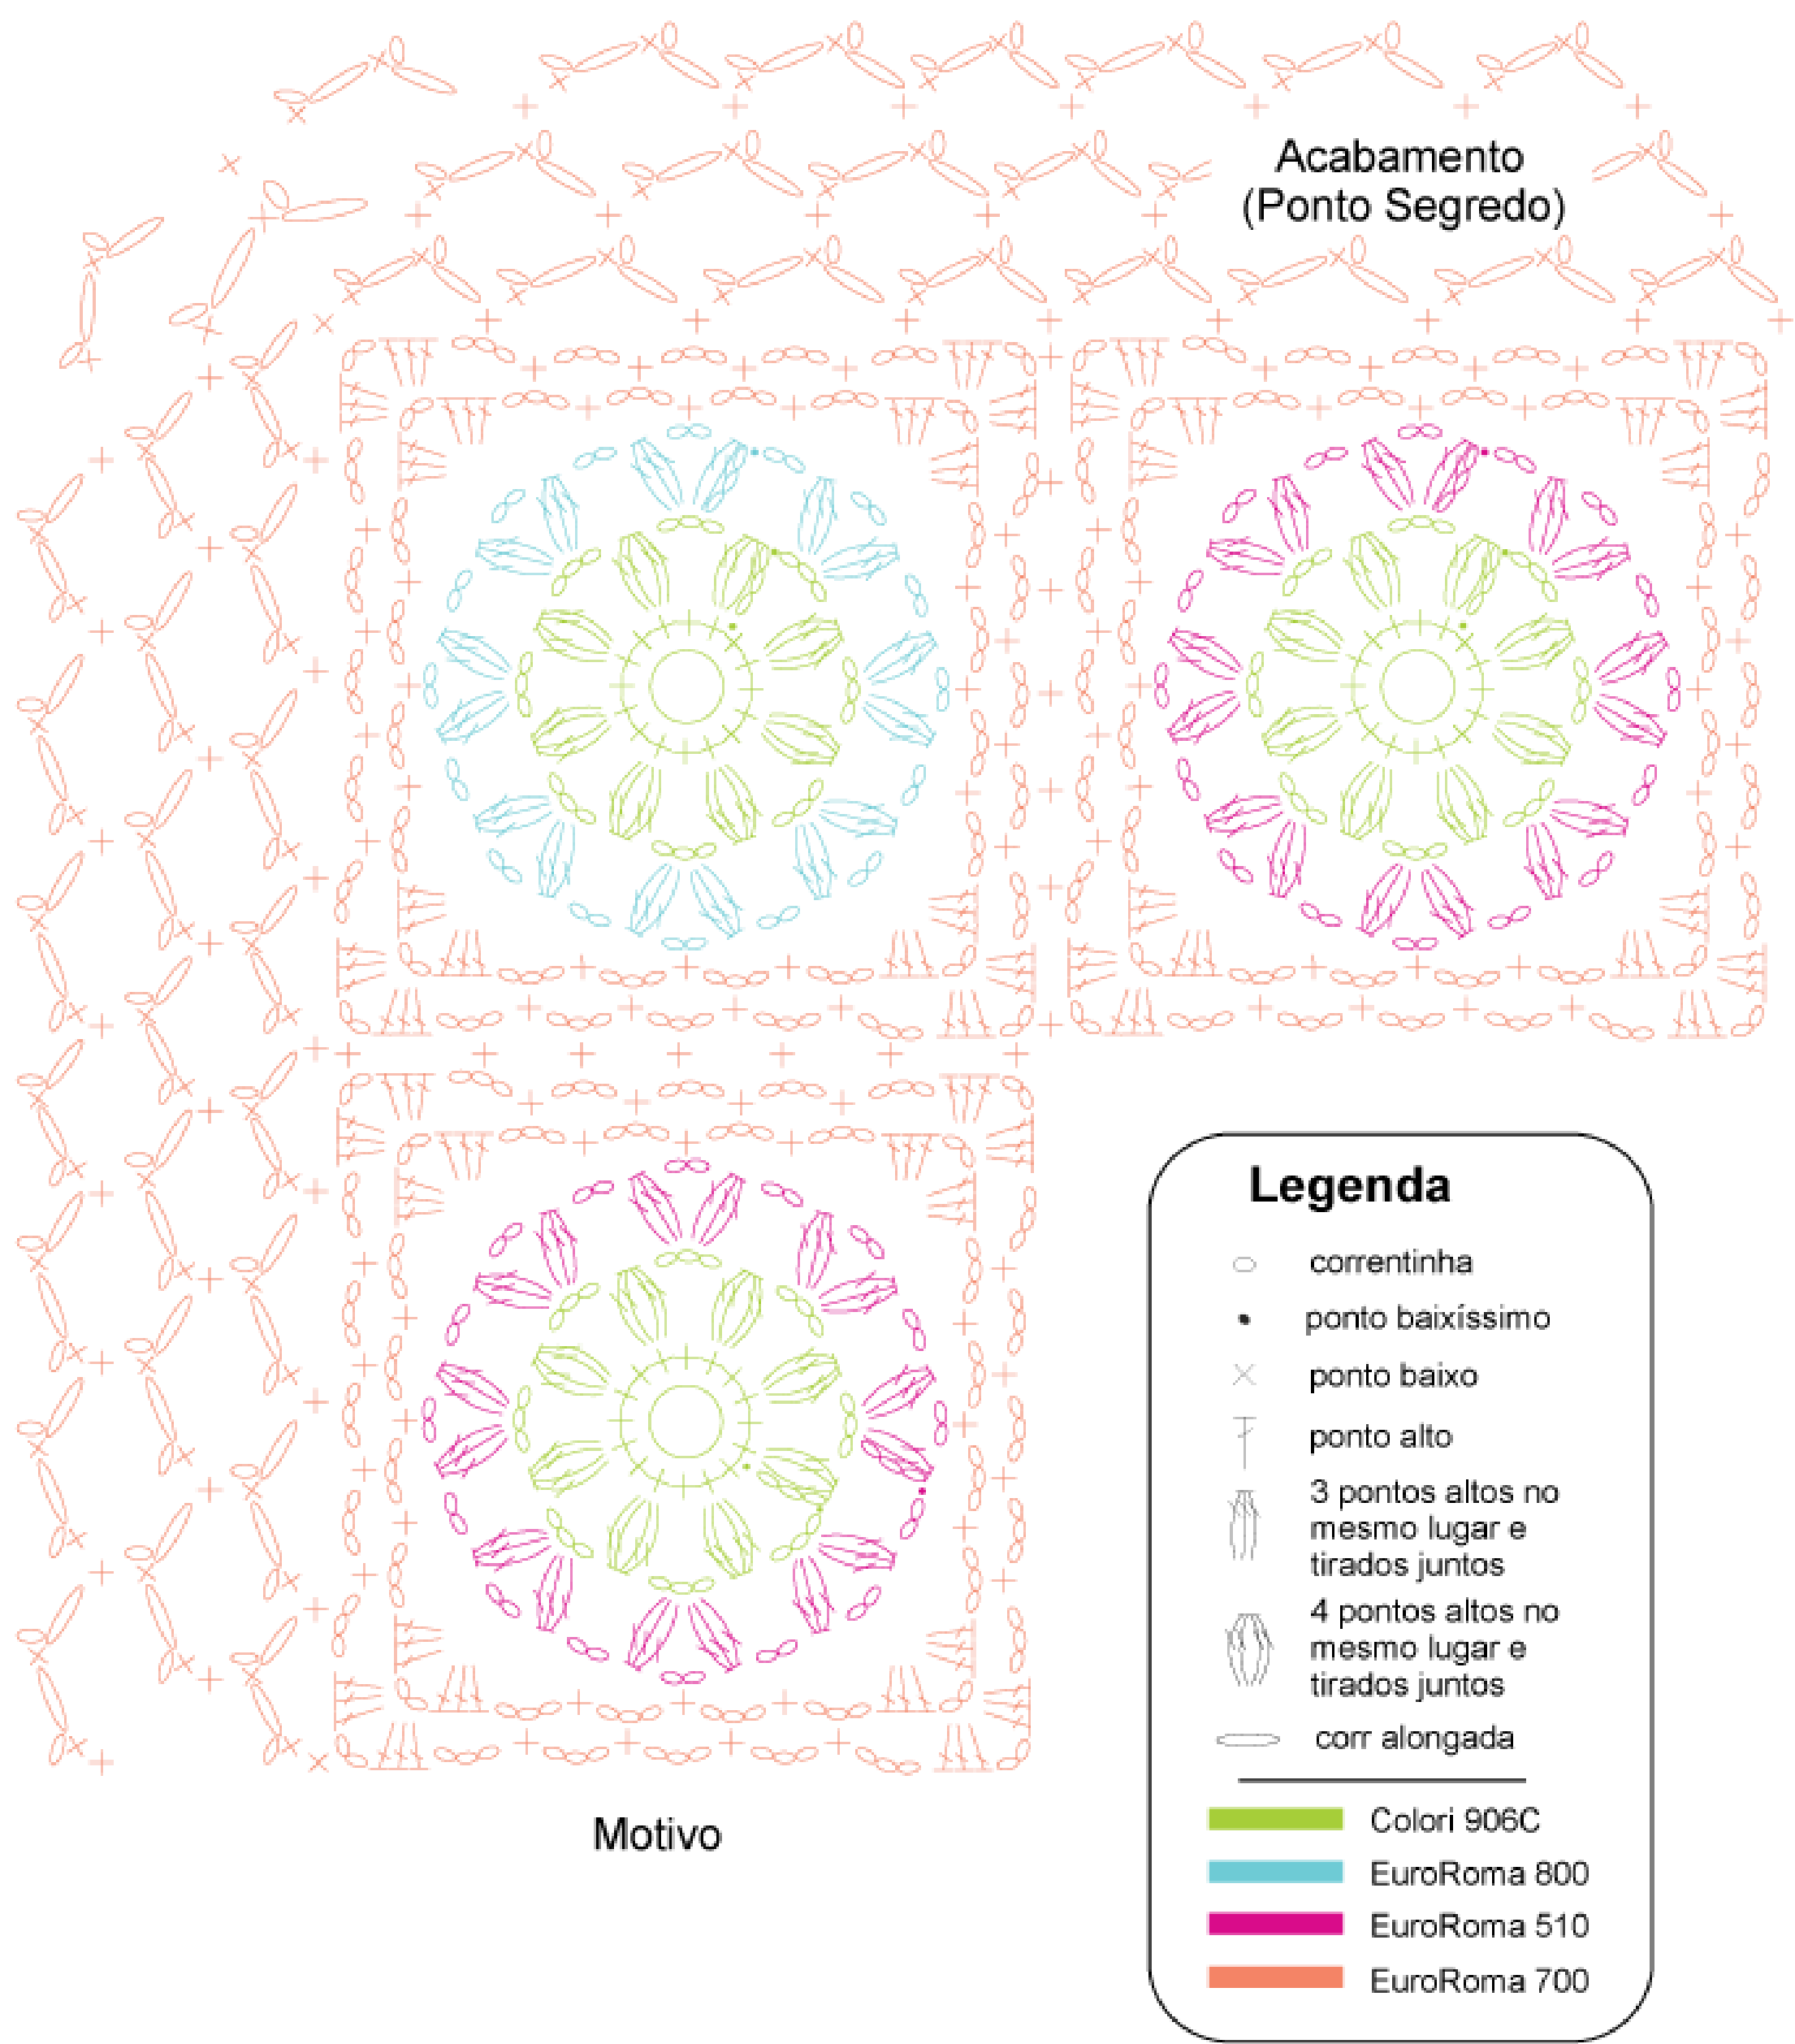 Acabamento
(Ponto Segredo)
Legenda
correntinha
ponto baixíssimo
ponto baixo
ponto alto
3 pontos altos no
mesmo lugar e
tirados juntos
4 pontos altos no
mesmo lugar e
tirados juntos
corr alongada
Colori 906C
EuroRoma 800
EuroRoma 510
EuroRoma 700
Motivo